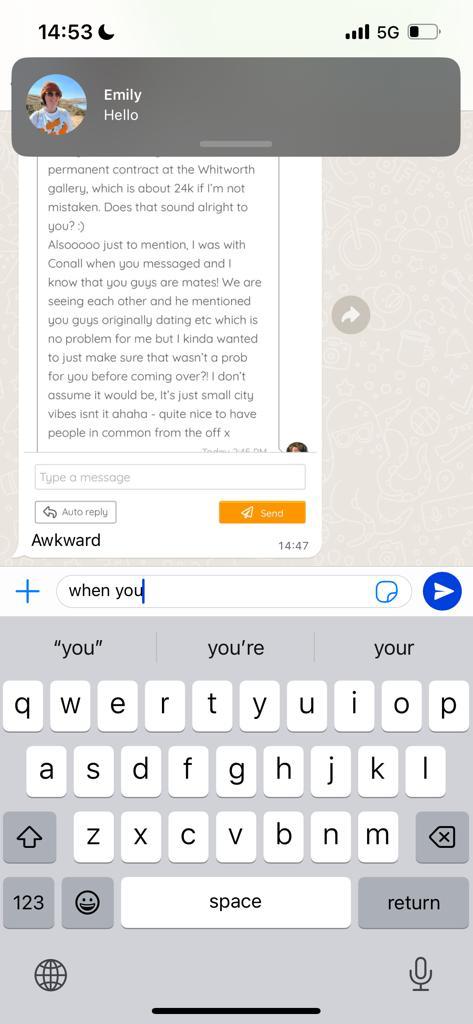 14:53
5G
Emily
Hello
permanent contract at the Whitworth
gallery, which is about 24k if I'm not
mistaken. Does that sound alright to
you? :)
Alsooooo just to mention, I was with
Conall when you messaged and I
know that you guys are mates! We are
seeing each other and he mentioned
you guys originally dating etc which is
no problem for me but I kinda wanted
to just make sure that wasn't a prob
for you before coming over?! I don't
assume it would be, It's just small city
vibes isnt it ahaha - quite nice to have
people in common from the off x
Today 2:45 PM
Type a message
Auto reply
Send
Awkward
14:47
when you
"you"
you're
your
q w e r t y u i o p
a s d f g h j k l
z x c v b n m
123
space
return